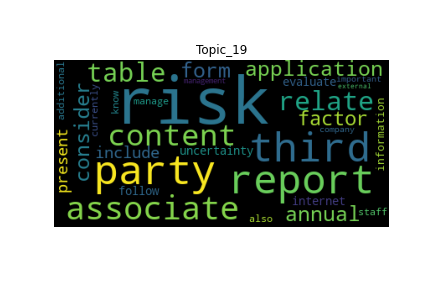 Topic_19
additional
table
form
application
currently
know
manage
management
evaluate
important
external
risk
consider
relate
factor
content
company
third
information
present
include
uncertainty
party
follow
report
associate
internet
annual
staff
also